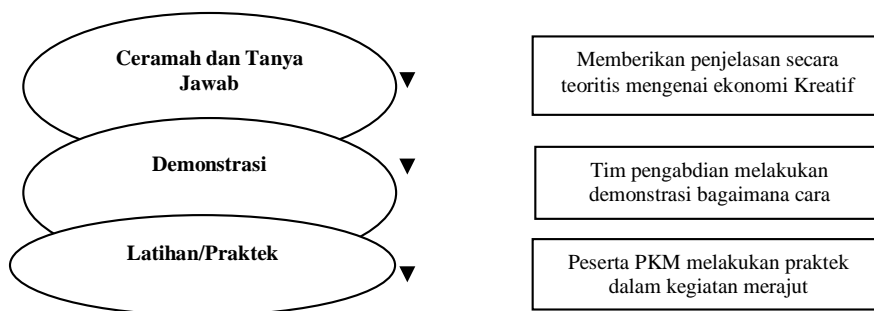 Ceramah dan Tanya
Jawab
Memberikan penjelasan secara
teoritis mengenai ekonomi Kreatif
Demonstrasi
Tim pengabdian melakukan
demonstrasi bagaimana cara
Latihan/Praktek
Peserta PKM melakukan praktek
dalam kegiatan merajut